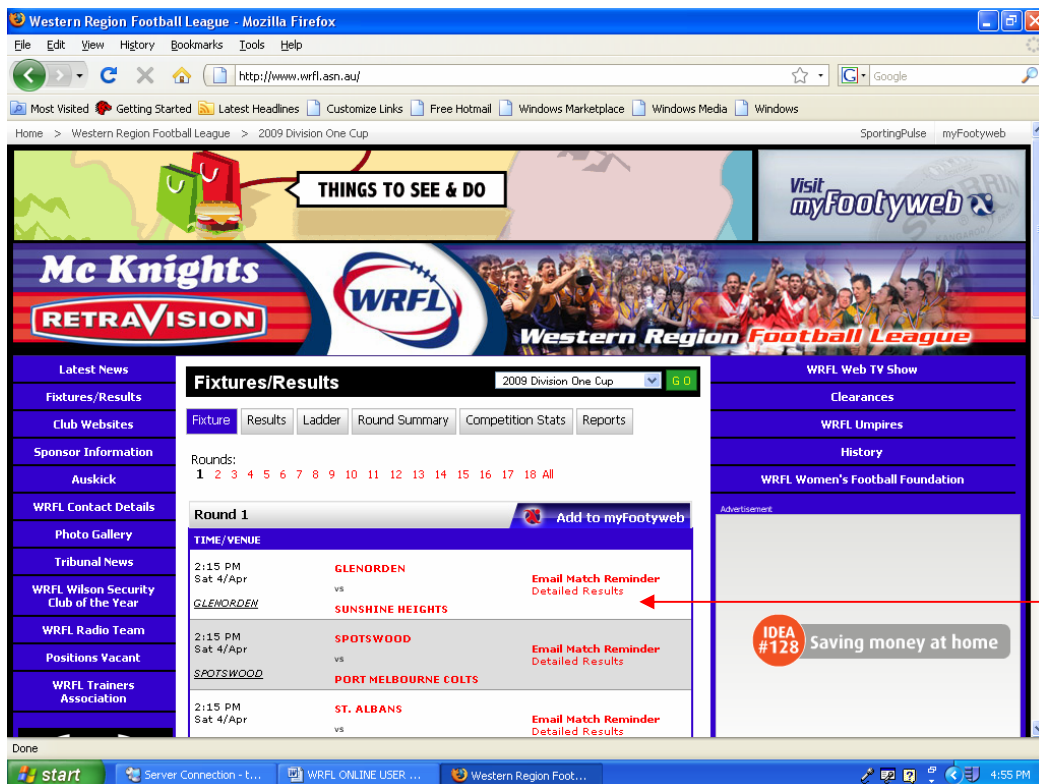 Western Region Football League - Mozilla Firefox
File Edit View History Bookmarks Tools Help
http://www.wrfl.asn.au/
G Google
Most Visited Getting Started Latest Headlines Customize Links Free Hotmail Windows Marketplace Windows Media Windows
Home > Western Region Football League > 2009 Division One Cup
SportingPulse myFootyweb
THINGS TO SEE & DO
Visit
myFootyweb
Mc Knights
RETRAVISION
WRFL
Western Region Football League
Latest News
Fixtures/Results
Club Websites
Sponsor Information
Auskick
WRFL Contact Details
Photo Gallery
Tribunal News
WRFL Wilson Security
Club of the Year
WRFL Radio Team
Positions Vacant
WRFL Trainers
Association
Fixtures/Results
2009 Division One Cup
GO
Fixture Results Ladder Round Summary Competition Stats Reports
Rounds:
1 2 3 4 5 6 7 8 9 10 11 12 13 14 15 16 17 18 All
Round 1
Add to myFootyweb
TIME/VENUE
2:15 PM
Sat 4/Apr
GLENORDEN
GLENORDEN
vs
SUNSHINE HEIGHTS
Email Match Reminder
Detailed Results
2:15 PM
Sat 4/Apr
SPOTSWOOD
SPOTSWOOD
vs
PORT MELBOURNE COLTS
Email Match Reminder
Detailed Results
2:15 PM
Sat 4/Apr
ST. ALBANS
vs
Email Match Reminder
Detailed Results
WRFL Web TV Show
Clearances
WRFL Umpires
History
WRFL Women's Football Foundation
Advertisement
IDEA
#128
Saving money at home
Done
start
Server Connection - t...
WRFL ONLINE USER ...
Western Region Foot...
4:55 PM